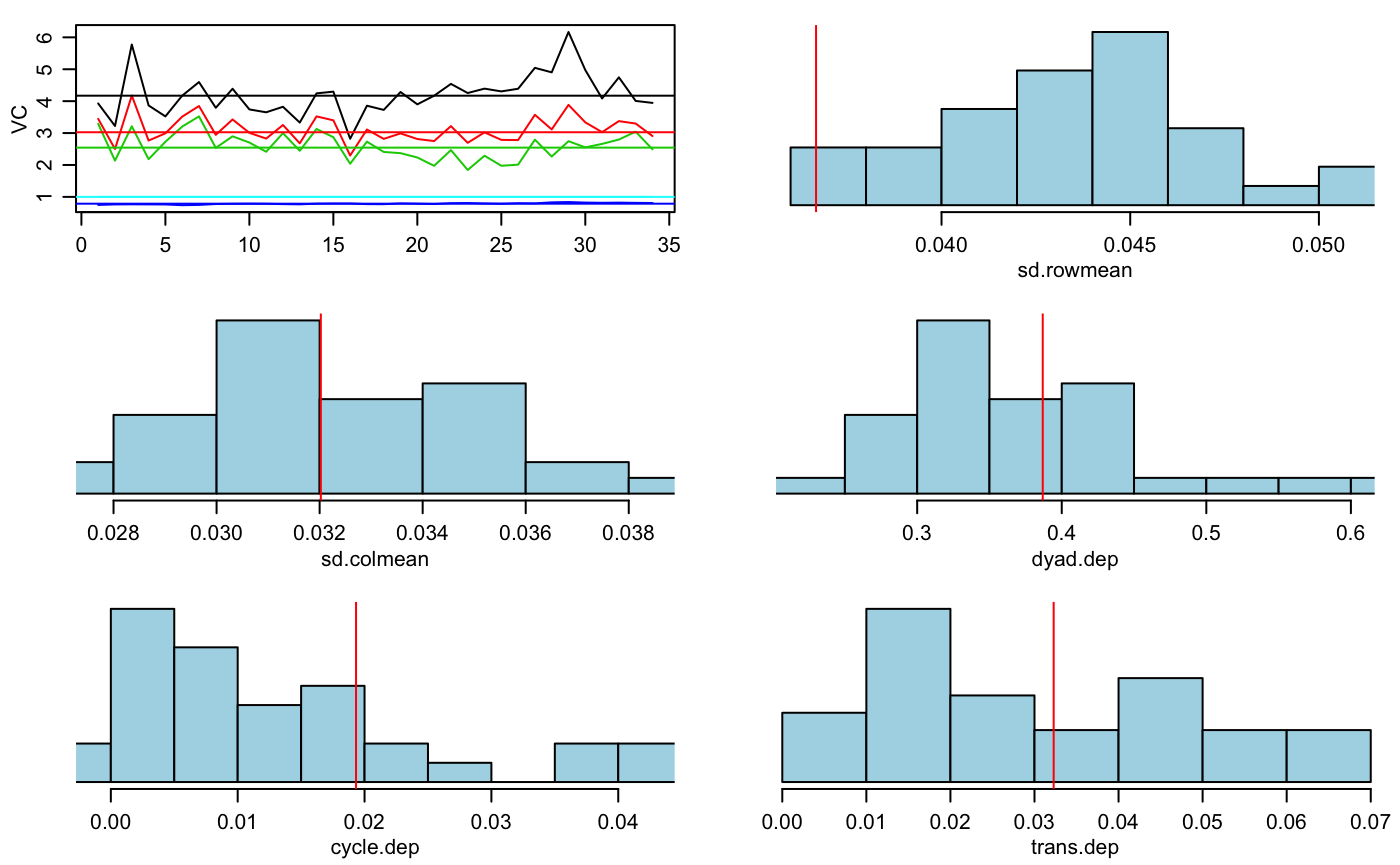 VC
6
5
4
3
2
1
0 5 10 15 20 25 30 35
0.040 0.045 0.050
sd.rowmean
0.028 0.030 0.032 0.034 0.036 0.038
sd.colmean
0.3 0.4 0.5 0.6
dyad.dep
0.00 0.01 0.02 0.03 0.04
cycle.dep
0.00 0.01 0.02 0.03 0.04 0.05 0.06 0.07
trans.dep